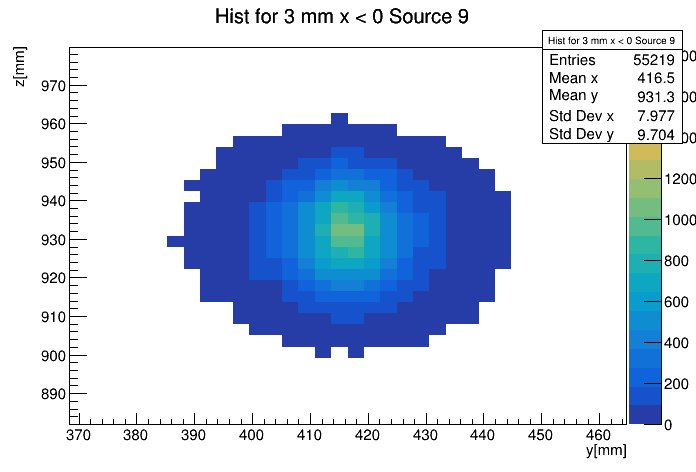 Hist for 3 mm x < 0 Source 9
z[mm]
Hist for 3 mm x < 0 Source 9
Entries 55219
Mean x 416.5
Mean y 931.3
Std Dev x 7.977
Std Dev y 9.704
970
960
950
940
930
920
910
900
890
1200
1000
800
600
400
200
0
370 380 390 400 410 420 430 440 450 460
y[mm]